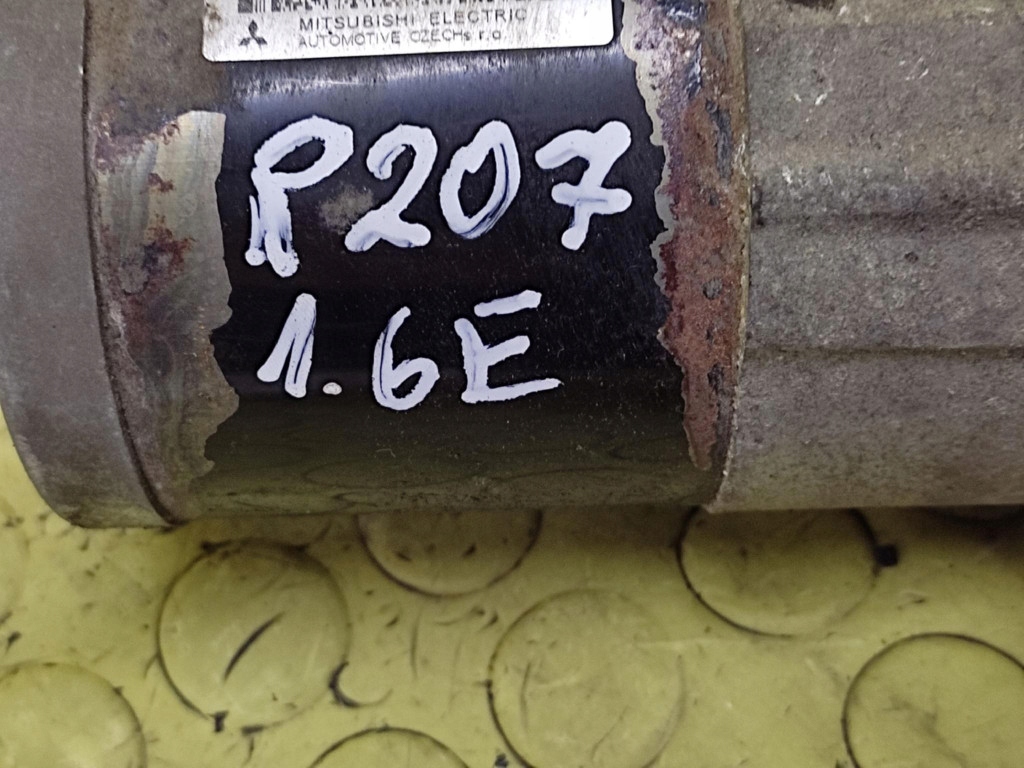 MITSUBISHI ELECTRIC
AUTOMOTIVE CZECH s.r.o.
P207
1.6E